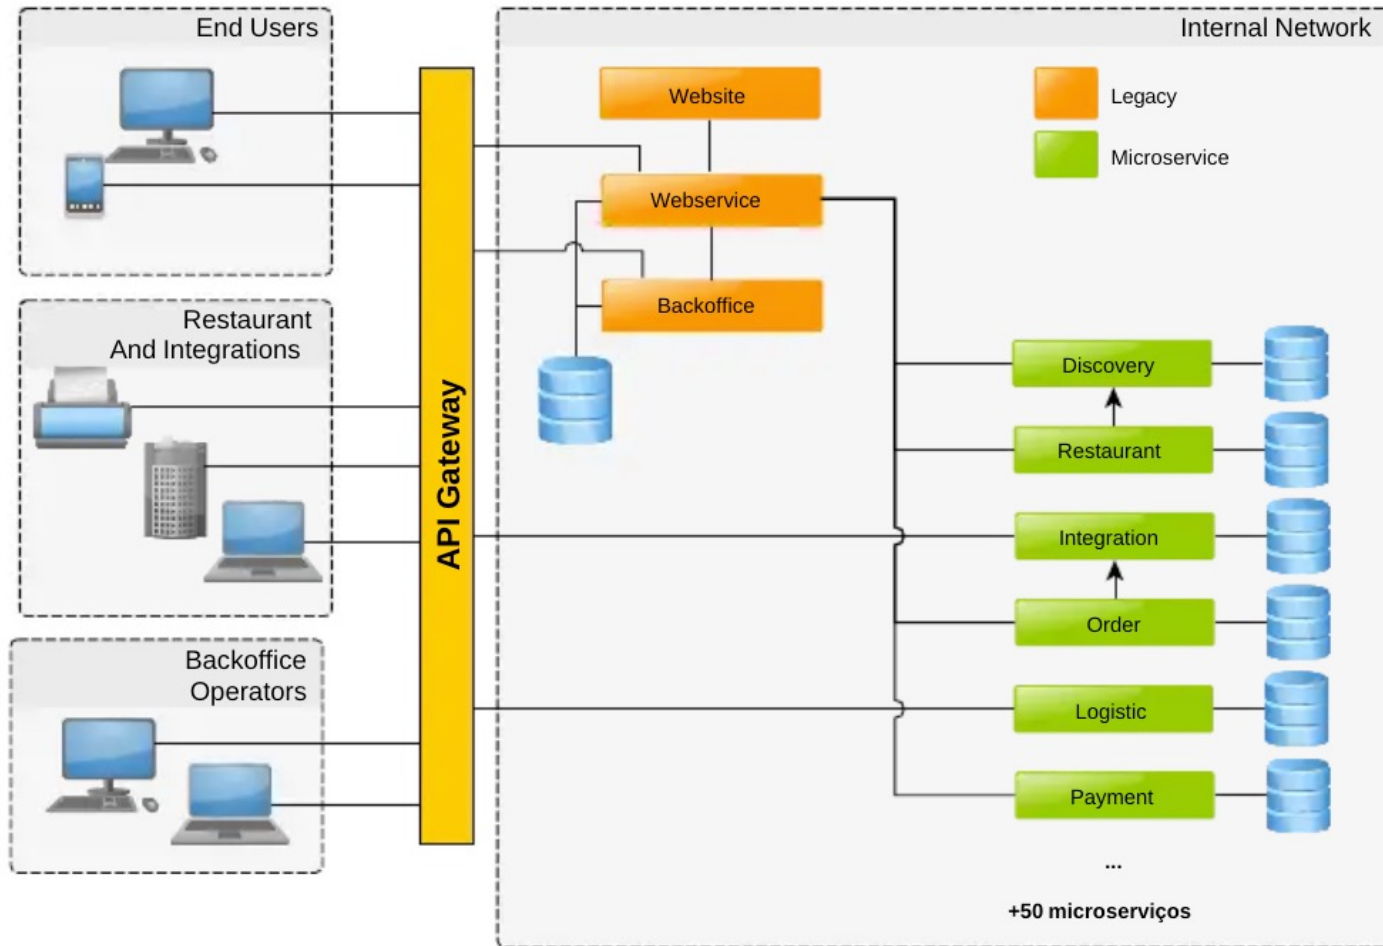 End Users
Internal Network
Website
Legacy
Microservice
Webservice
Backoffice
Restaurant
And Integrations
API Gateway
Discovery
Restaurant
Integration
Order
Backoffice
Operators
Logistic
Payment
...
+50 microserviços